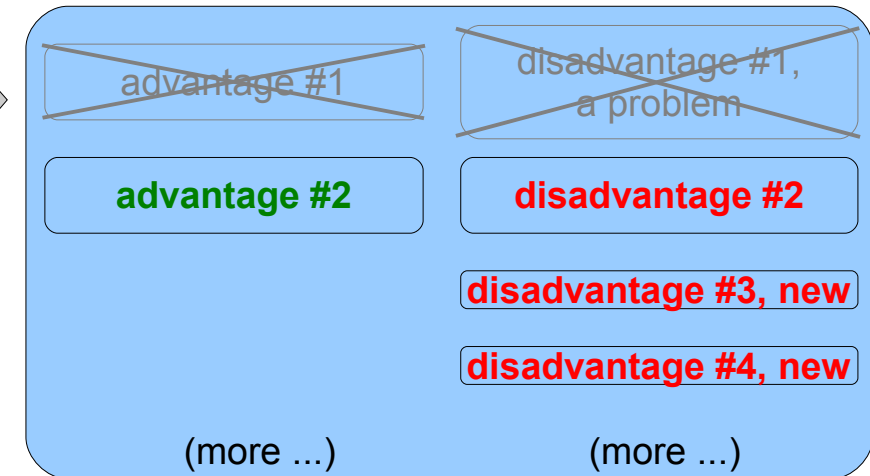 advantage #1
disadvantage #1,
a problem
advantage #2
disadvantage #2
disadvantage #3, new
disadvantage #4, new
(more ...)
(more ...)